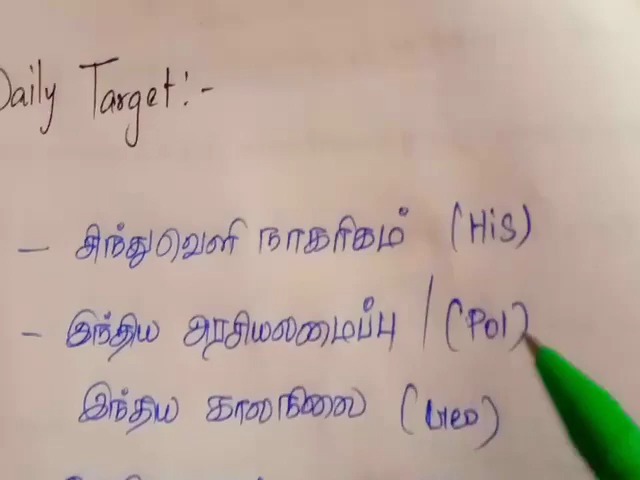 Daily Target:-
- சிந்துவெளி நாகரிகம் (HiS)
- இந்திய அரசியலமைப்பு / (Pol)
இந்திய காலநிலை (Geo)